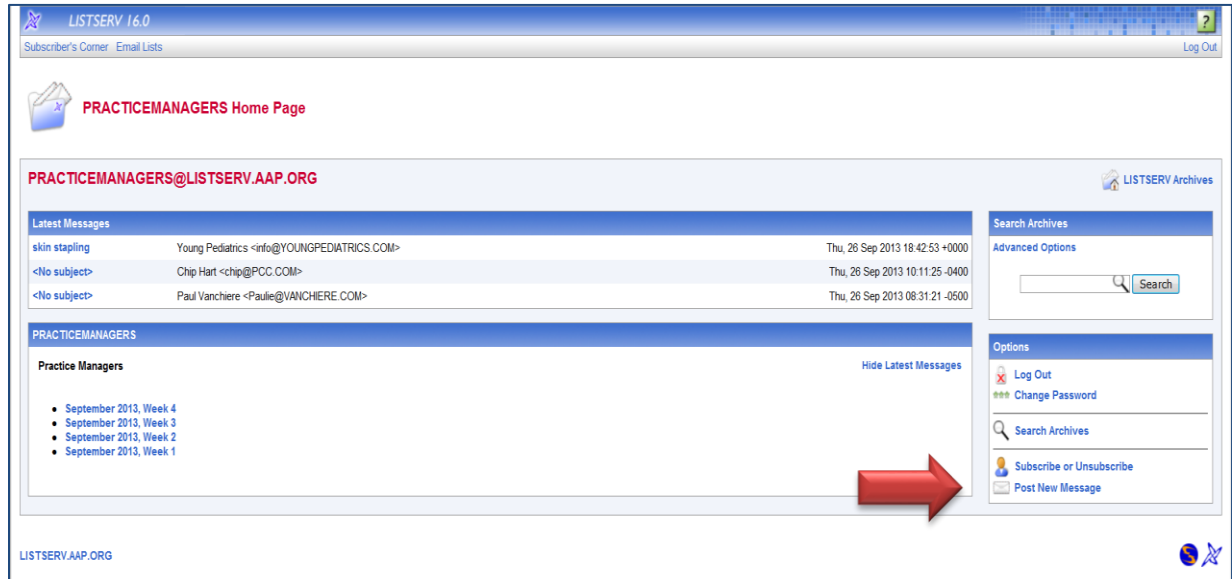 LISTSERV 16.0
?
Subscriber's Corner Email Lists Log Out
PRACTICEMANAGERS Home Page
PRACTICEMANAGERS@LISTSERV.AAP.ORG
LISTSERV Archives
Latest Messages
skin stapling Young Pediatrics <info@YOUNGPEDIATRICS.COM> Thu, 26 Sep 2013 18:42:53 +0000
<No subject> Chip Hart <chip@PCC.COM> Thu, 26 Sep 2013 10:11:25 -0400
<No subject> Paul Vanchiere <Paulie@VANCHIERE.COM> Thu, 26 Sep 2013 08:31:21 -0500
PRACTICEMANAGERS
Practice Managers Hide Latest Messages
September 2013, Week 4
September 2013, Week 3
September 2013, Week 2
September 2013, Week 1
Search Archives
Advanced Options
Search
Options
Log Out
Change Password
Search Archives
Subscribe or Unsubscribe
Post New Message
LISTSERV.AAP.ORG